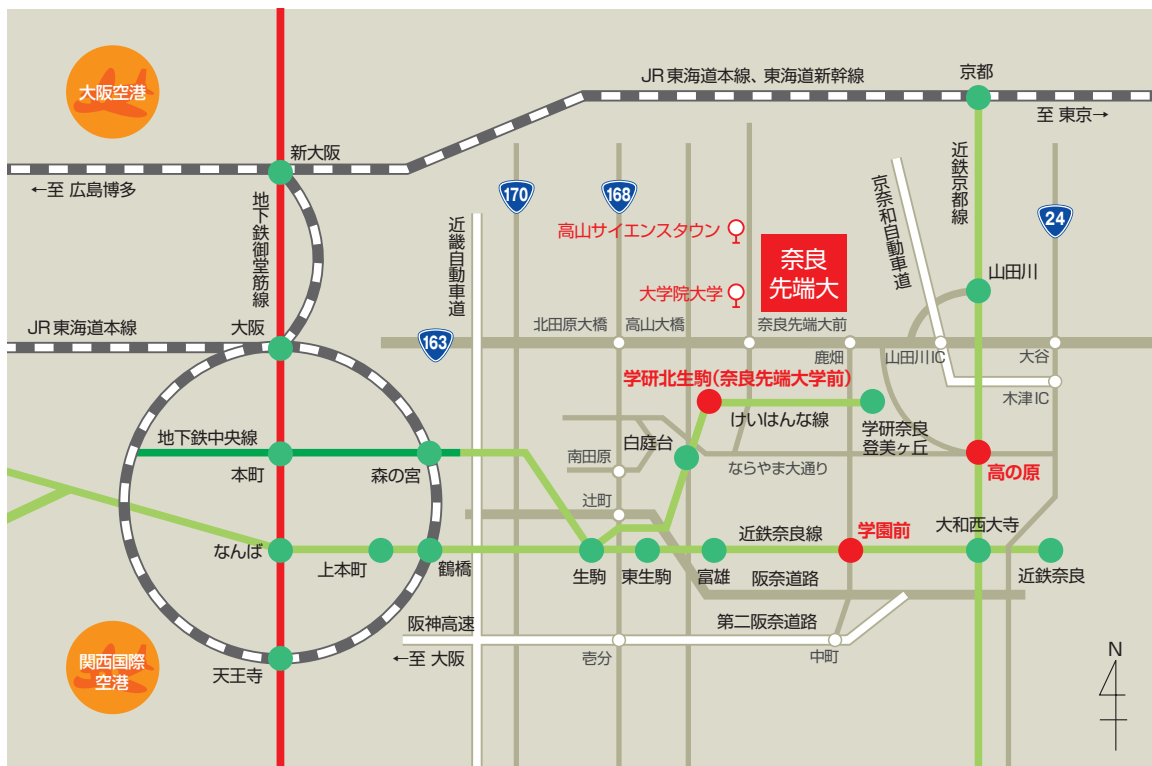 大阪空港
JR東海道本線、東海道新幹線
京都
至 東京→
新大阪
←至 広島博多
地下鉄御堂筋線
近畿自動車道
170
168
高山サイエンスタウン
大学院大学
奈良
先端大
京奈和自動車道
近鉄京都線
24
山田川
JR東海道本線
大阪
163
北田原大橋
高山大橋
奈良先端大前
鹿畑
山田川IC
大谷
木津IC
学研北生駒(奈良先端大学前)
けいはんな線
学研奈良
登美ヶ丘
地下鉄中央線
本町
森の宮
白庭台
南田原
ならやま大通り
高の原
辻町
なんば
上本町
鶴橋
生駒
東生駒
富雄
近鉄奈良線
学園前
大和西大寺
近鉄奈良
阪奈道路
阪神高速
←至 大阪
第二阪奈道路
壱分
中町
関西国際
空港
天王寺
N